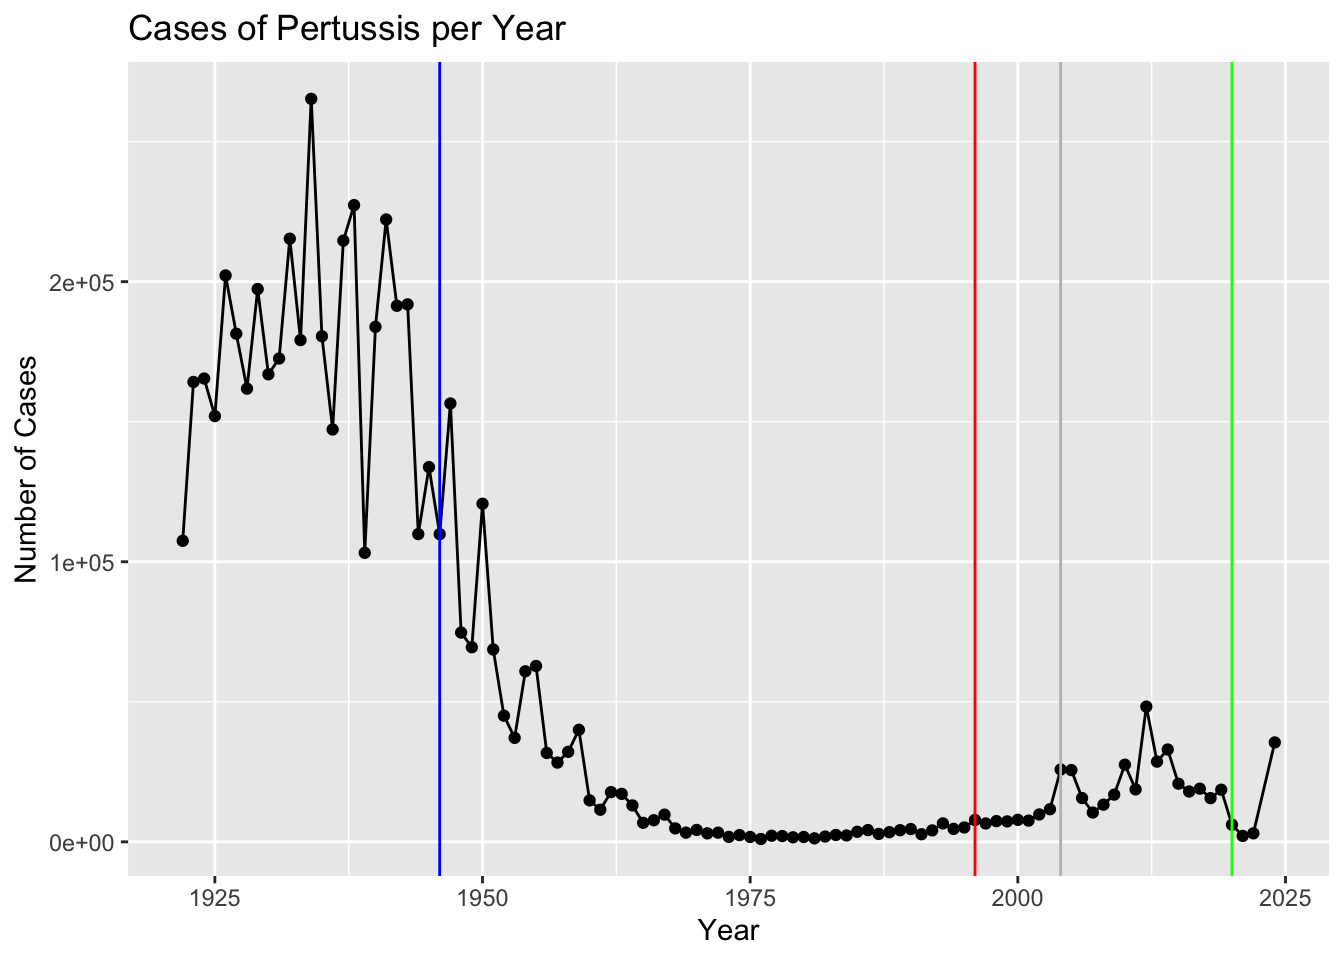 Cases of Pertussis per Year
Number of Cases
2e+05
1e+05
0e+00
1925 1950 1975 2000 2025
Year